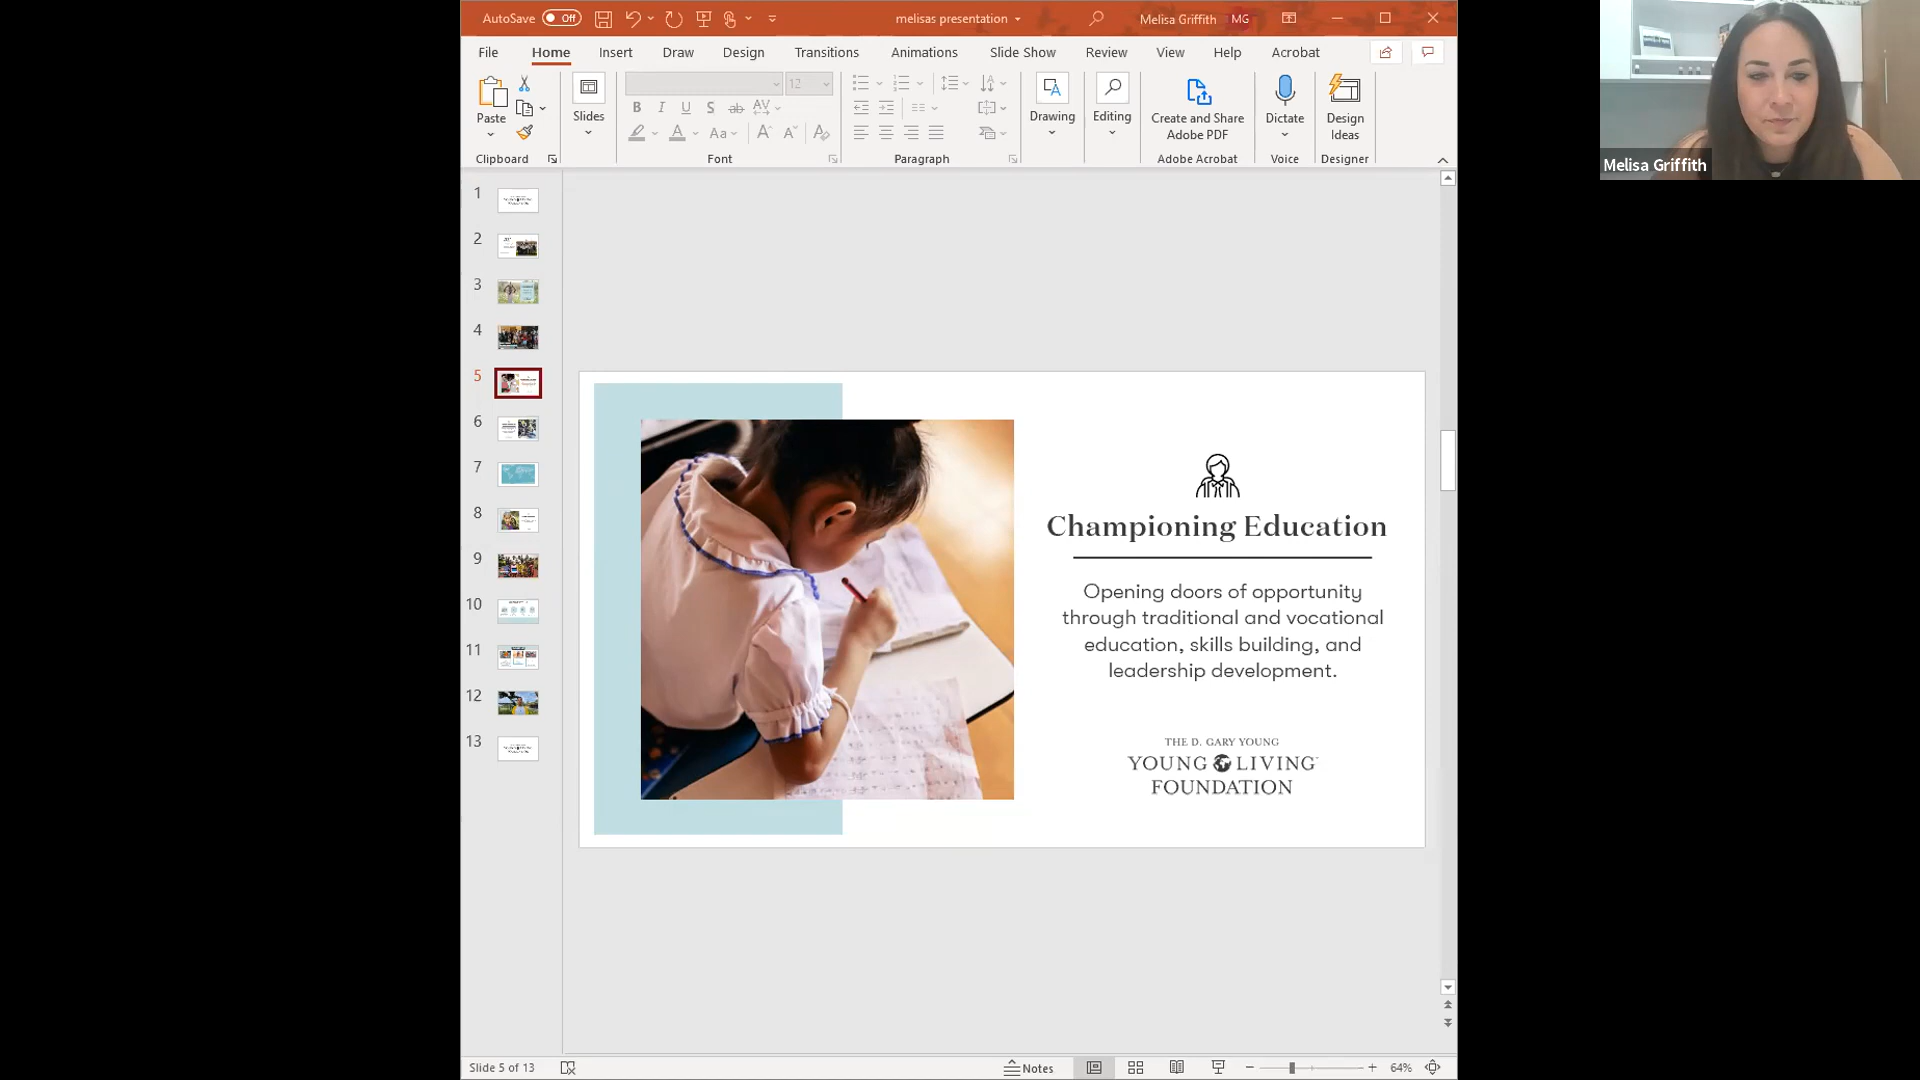 AutoSave Off
melisas presentation
Melisa Griffith MG
File Home Insert Draw Design Transitions Animations Slide Show Review View Help Acrobat
12
Paste
Slides
Drawing
Editing
Create and Share
Adobe PDF
Dictate
Design
Ideas
Clipboard
Font
Paragraph
Adobe Acrobat
Voice
Designer
Melisa Griffith
1
2
3
4
5
6
7
8
9
10
11
12
13
Championing Education
Opening doors of opportunity
through traditional and vocational
education, skills building, and
leadership development.
THE D. GARY YOUNG
YOUNG LIVING
FOUNDATION
Slide 5 of 13
Notes
64%